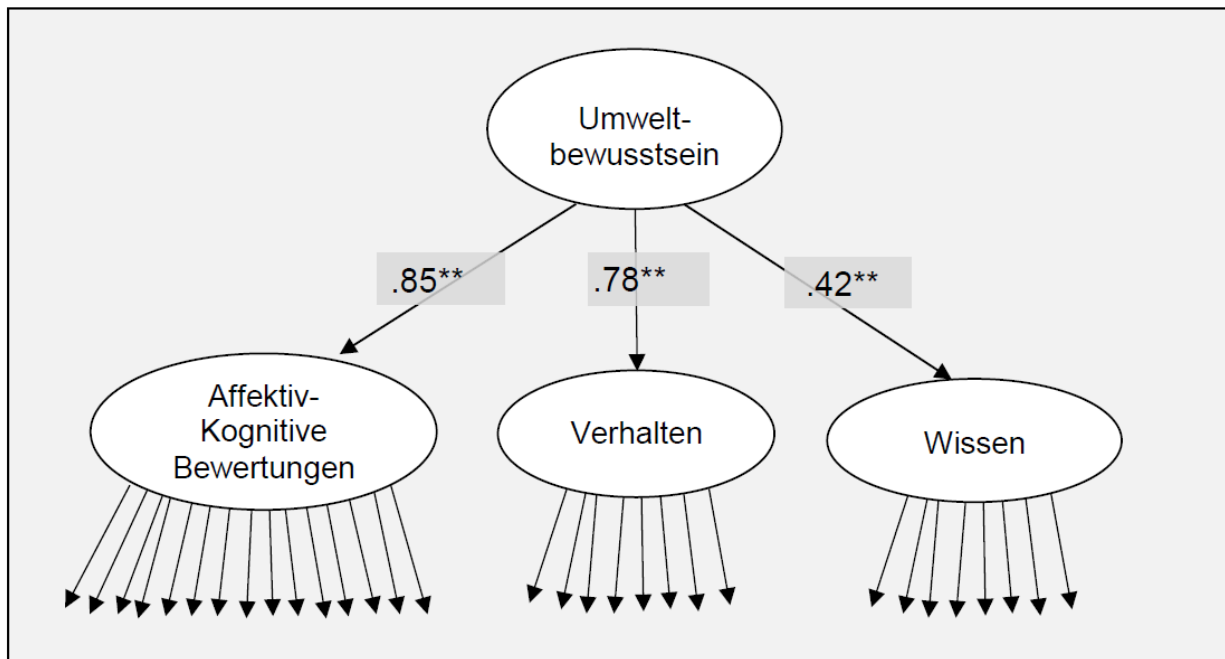 Umwelt-
bewusstsein
.85**
.78**
.42**
Affektiv-
Kognitive
Bewertungen
Verhalten
Wissen